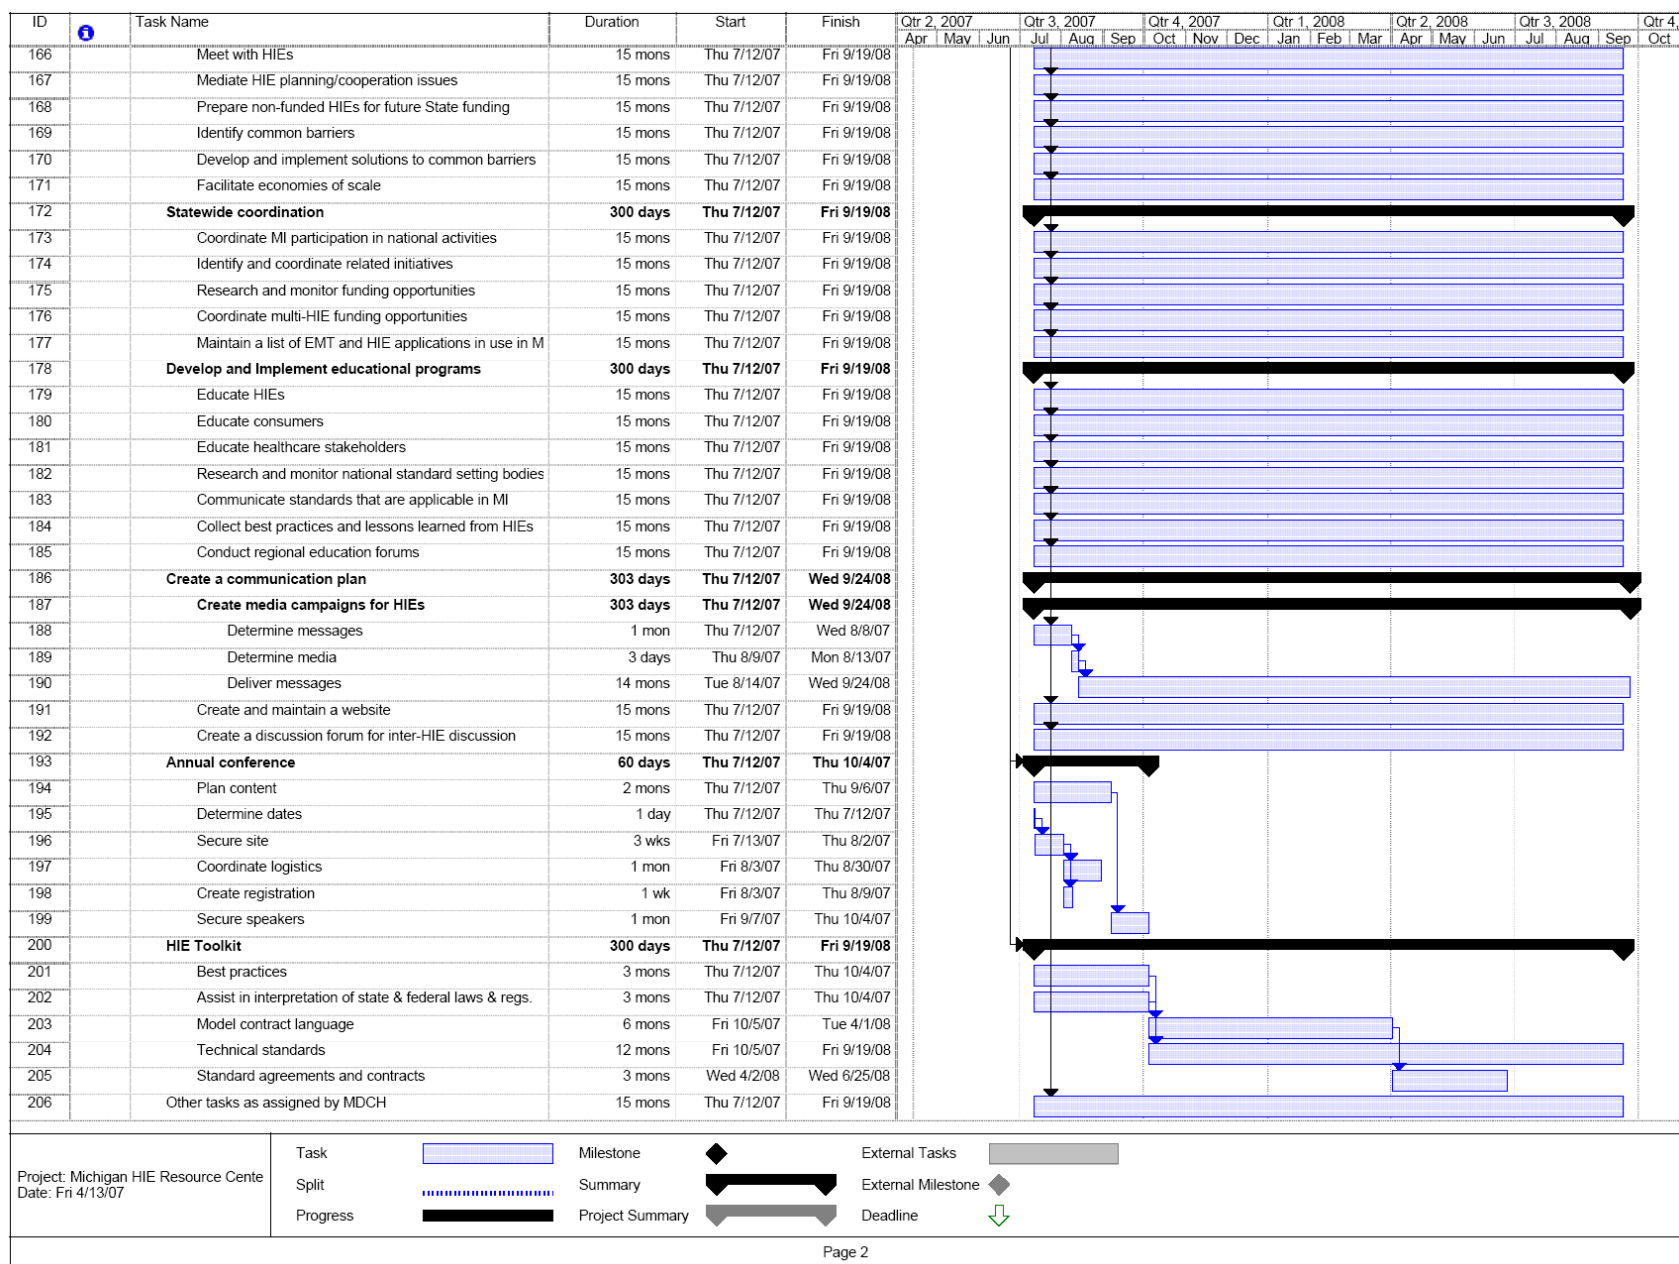 ID Task Name Duration Start Finish Qtr 2, 2007 Qtr 3, 2007 Qtr 4, 2007 Qtr 1, 2008 Qtr 2, 2008 Qtr 3, 2008 Qtr 4,
Apr May Jun Jul Aug Sep Oct Nov Dec Jan Feb Mar Apr May Jun Jul Aug Sep Oct
166 Meet with HIEs 15 mons Thu 7/12/07 Fri 9/19/08
167 Mediate HIE planning/cooperation issues 15 mons Thu 7/12/07 Fri 9/19/08
168 Prepare non-funded HIEs for future State funding 15 mons Thu 7/12/07 Fri 9/19/08
169 Identify common barriers 15 mons Thu 7/12/07 Fri 9/19/08
170 Develop and implement solutions to common barriers 15 mons Thu 7/12/07 Fri 9/19/08
171 Facilitate economies of scale 15 mons Thu 7/12/07 Fri 9/19/08
172 Statewide coordination 300 days Thu 7/12/07 Fri 9/19/08
173 Coordinate MI participation in national activities 15 mons Thu 7/12/07 Fri 9/19/08
174 Identify and coordinate related initiatives 15 mons Thu 7/12/07 Fri 9/19/08
175 Research and monitor funding opportunities 15 mons Thu 7/12/07 Fri 9/19/08
176 Coordinate multi-HIE funding opportunities 15 mons Thu 7/12/07 Fri 9/19/08
177 Maintain a list of EMT and HIE applications in use in M 15 mons Thu 7/12/07 Fri 9/19/08
178 Develop and Implement educational programs 300 days Thu 7/12/07 Fri 9/19/08
179 Educate HIEs 15 mons Thu 7/12/07 Fri 9/19/08
180 Educate consumers 15 mons Thu 7/12/07 Fri 9/19/08
181 Educate healthcare stakeholders 15 mons Thu 7/12/07 Fri 9/19/08
182 Research and monitor national standard setting bodies 15 mons Thu 7/12/07 Fri 9/19/08
183 Communicate standards that are applicable in MI 15 mons Thu 7/12/07 Fri 9/19/08
184 Collect best practices and lessons learned from HIEs 15 mons Thu 7/12/07 Fri 9/19/08
185 Conduct regional education forums 15 mons Thu 7/12/07 Fri 9/19/08
186 Create a communication plan 303 days Thu 7/12/07 Wed 9/24/08
187 Create media campaigns for HIEs 303 days Thu 7/12/07 Wed 9/24/08
188 Determine messages 1 mon Thu 7/12/07 Wed 8/8/07
189 Determine media 3 days Thu 8/9/07 Mon 8/13/07
190 Deliver messages 14 mons Tue 8/14/07 Wed 9/24/08
191 Create and maintain a website 15 mons Thu 7/12/07 Fri 9/19/08
192 Create a discussion forum for inter-HIE discussion 15 mons Thu 7/12/07 Fri 9/19/08
193 Annual conference 60 days Thu 7/12/07 Thu 10/4/07
194 Plan content 2 mons Thu 7/12/07 Thu 9/6/07
195 Determine dates 1 day Thu 7/12/07 Thu 7/12/07
196 Secure site 3 wks Fri 7/13/07 Thu 8/2/07
197 Coordinate logistics 1 mon Fri 8/3/07 Thu 8/30/07
198 Create registration 1 wk Fri 8/3/07 Thu 8/9/07
199 Secure speakers 1 mon Fri 9/7/07 Thu 10/4/07
200 HIE Toolkit 300 days Thu 7/12/07 Fri 9/19/08
201 Best practices 3 mons Thu 7/12/07 Thu 10/4/07
202 Assist in interpretation of state & federal laws & regs. 3 mons Thu 7/12/07 Thu 10/4/07
203 Model contract language 6 mons Fri 10/5/07 Tue 4/1/08
204 Technical standards 12 mons Fri 10/5/07 Fri 9/19/08
205 Standard agreements and contracts 3 mons Wed 4/2/08 Wed 6/25/08
206 Other tasks as assigned by MDCH 15 mons Thu 7/12/07 Fri 9/19/08
Project: Michigan HIE Resource Cente
Date: Fri 4/13/07
Task Milestone External Tasks
Split Summary External Milestone
Progress Project Summary Deadline
Page 2